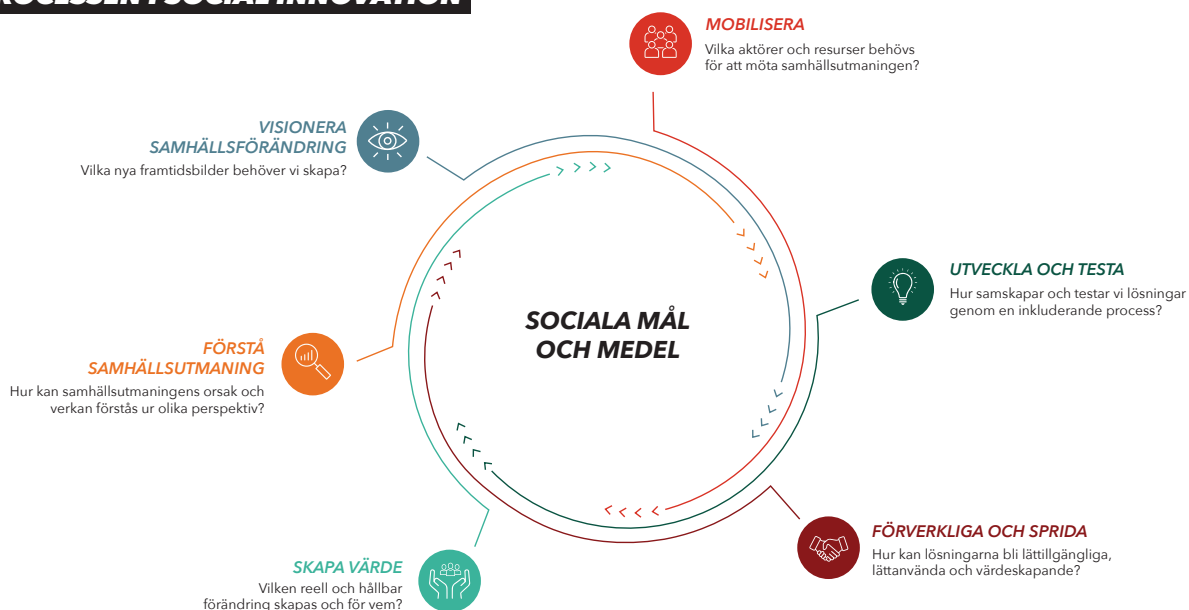 PROCESSEN I SOCIAL INNOVATION
MOBILISERA
Vilka aktörer och resurser behövs
för att möta samhällsutmaningen?
VISIONERA
SAMHÄLLSFÖRÄNDRING
Vilka nya framtidsbilder behöver vi skapa?
UTVECKLA OCH TESTA
Hur samskapar och testar vi lösningar
genom en inkluderande process?
SOCIALA MÅL
OCH MEDEL
FÖRSTÅ
SAMHÄLLSUTMANING
Hur kan samhällsutmaningens orsak och
verkan förstås ur olika perspektiv?
FÖRVERKLIGA OCH SPRIDA
Hur kan lösningarna bli lättillgängliga,
lättanvända och värdeskapande?
SKAPA VÄRDE
Vilken reell och hållbar
förändring skapas och för vem?